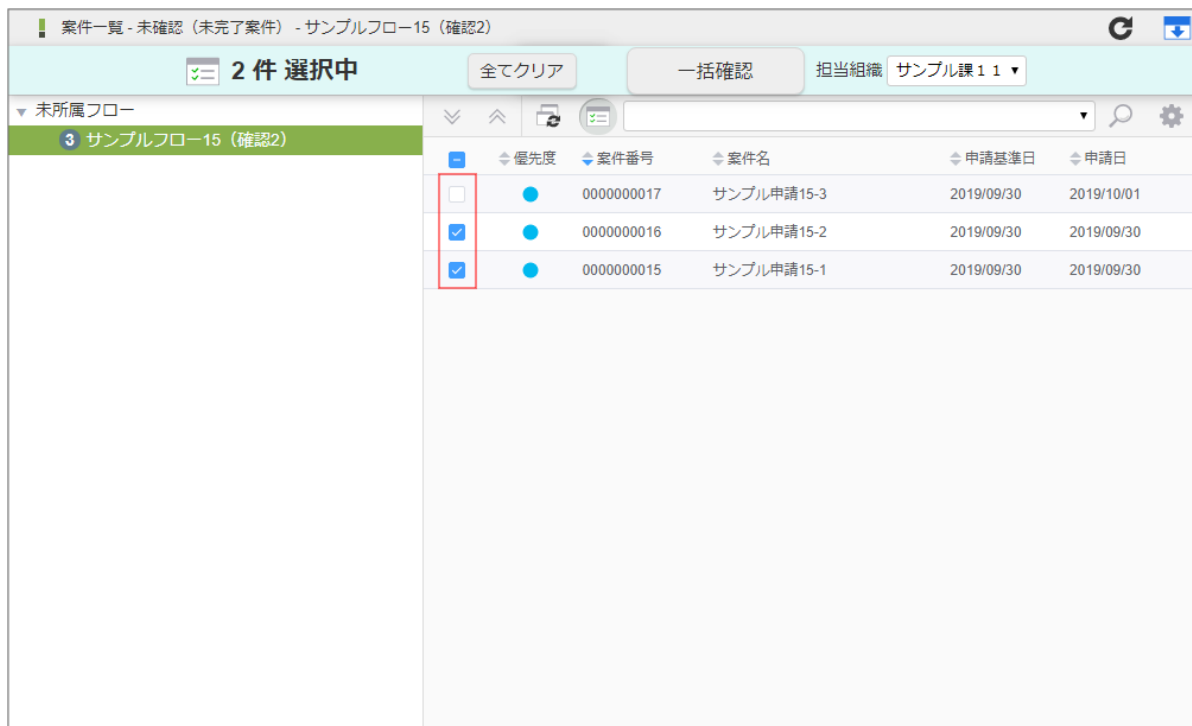 案件一覧 - 未確認（未完了案件） - サンプルフロー15（確認2）
2 件 選択中 全てクリア 一括確認 担当組織 サンプル課１１
未所属フロー
3 サンプルフロー15（確認2）
優先度 案件番号 案件名 申請基準日 申請日
0000000017 サンプル申請15-3 2019/09/30 2019/10/01
0000000016 サンプル申請15-2 2019/09/30 2019/09/30
0000000015 サンプル申請15-1 2019/09/30 2019/09/30